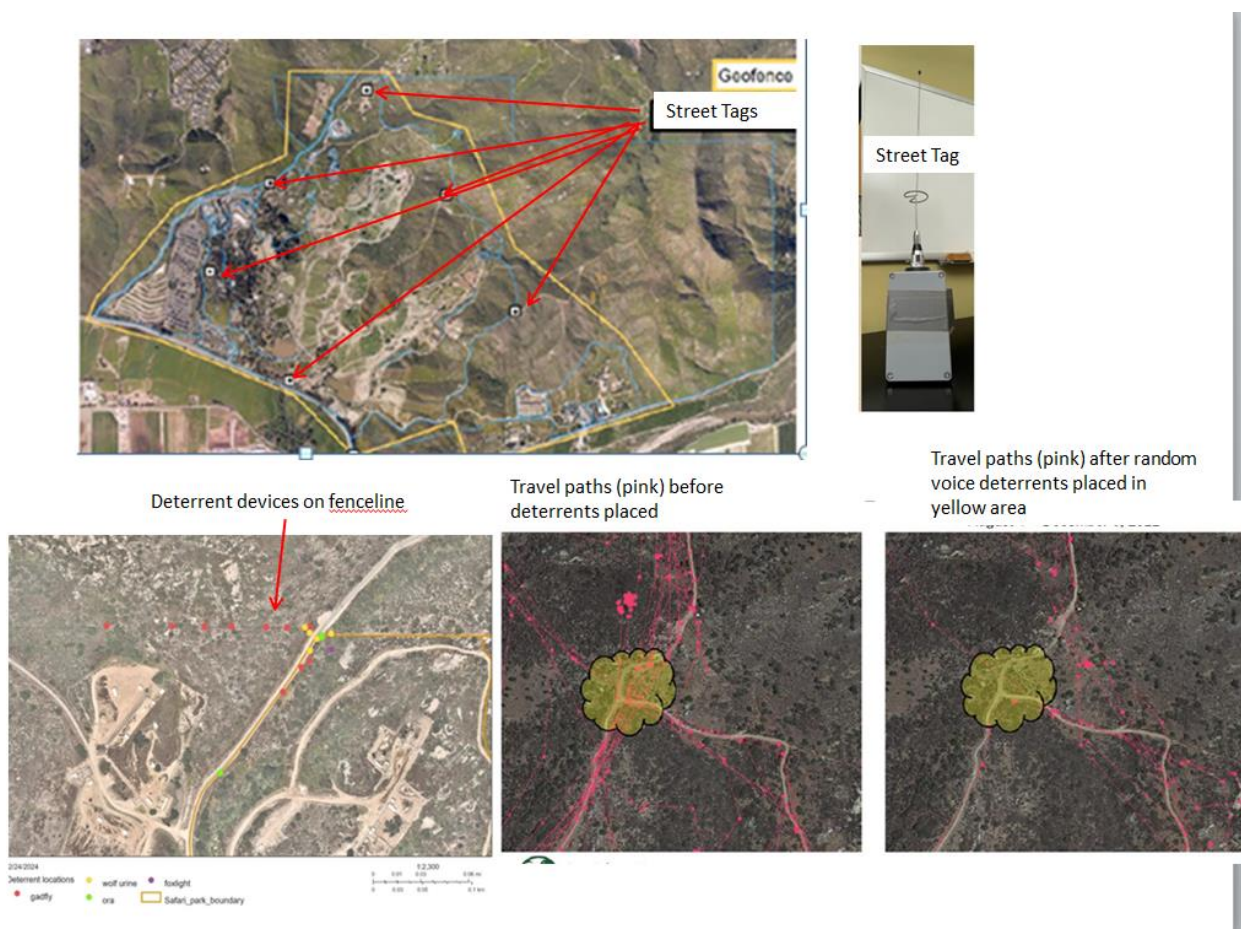 Geofence
Street Tags
Street Tag
Deterrent devices on fenceline
Travel paths (pink) before
deterrents placed
Travel paths (pink) after random
voice deterrents placed in
yellow area
2/24/2024
1:2,300
Deterrent locations
wolf urine
foxlight
gadfly
ora
Safari_park_boundary